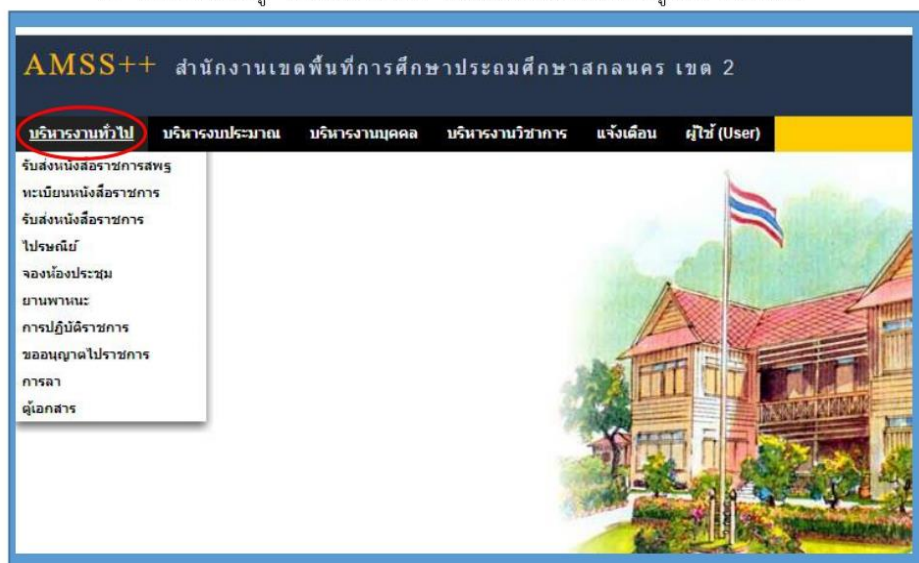 AMSS++ สำนักงานเขตพื้นที่การศึกษาประถมศึกษาสกลนคร เขต 2
บริหารงานทั่วไป บริหารงบประมาณ บริหารงานบุคคล บริหารงานวิชาการ แจ้งเตือน ผู้ใช้ (User)
รับส่งหนังสือราชการสพฐ
ทะเบียนหนังสือราชการ
รับส่งหนังสือราชการ
ไปรษณีย์
จองห้องประชุม
ยานพาหนะ
การปฏิบัติราชการ
ขออนุญาตไปราชการ
การลา
ตู้เอกสาร